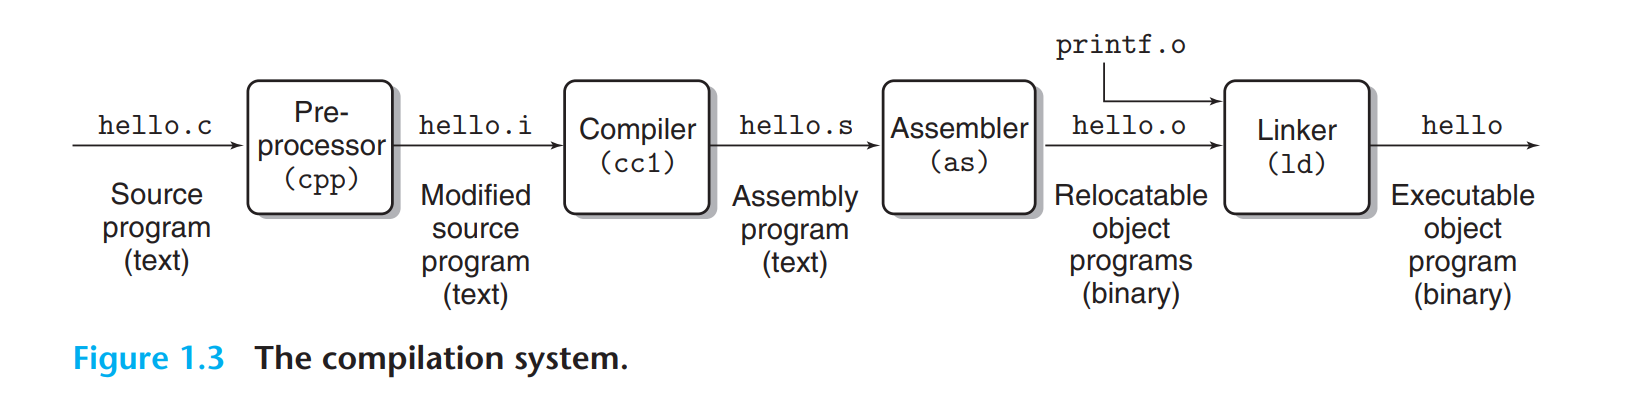 printf.o
hello.c
Pre-
processor
(cpp)
hello.i
Compiler
(cc1)
hello.s
Assembler
(as)
hello.o
Linker
(ld)
hello
Source
program
(text)
Modified
source
program
(text)
Assembly
program
(text)
Relocatable
object
programs
(binary)
Executable
object
program
(binary)
Figure 1.3 The compilation system.